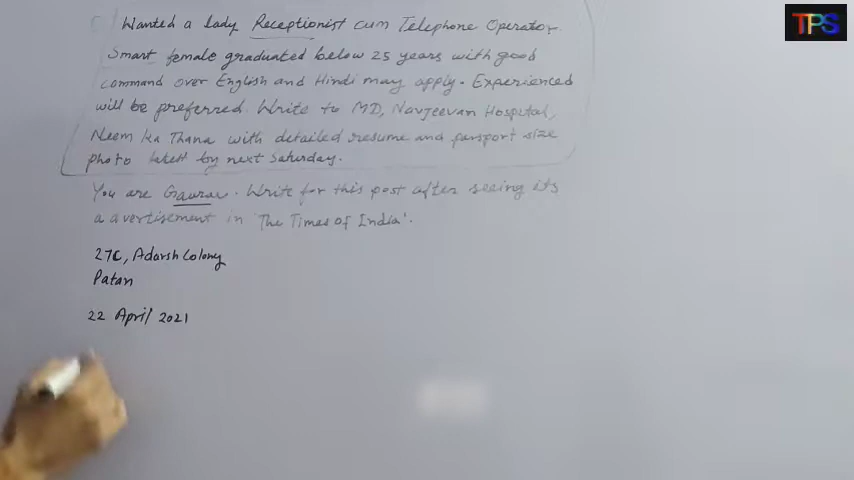 TPS
Wanted a lady Receptionist cum Telephone Operator.
Smart female graduated below 25 years with good
command over English and Hindi may apply. Experienced
will be preferred. Write to MD, Navjeevan Hospital,
Neem Ka Thana with detailed resume and passport size
photo latest by next Saturday.
You are Gaurav. Write for this post after seeing its
a advertisement in 'The Times of India'.
27C, Adarsh Colony
Patan
22 April 2021